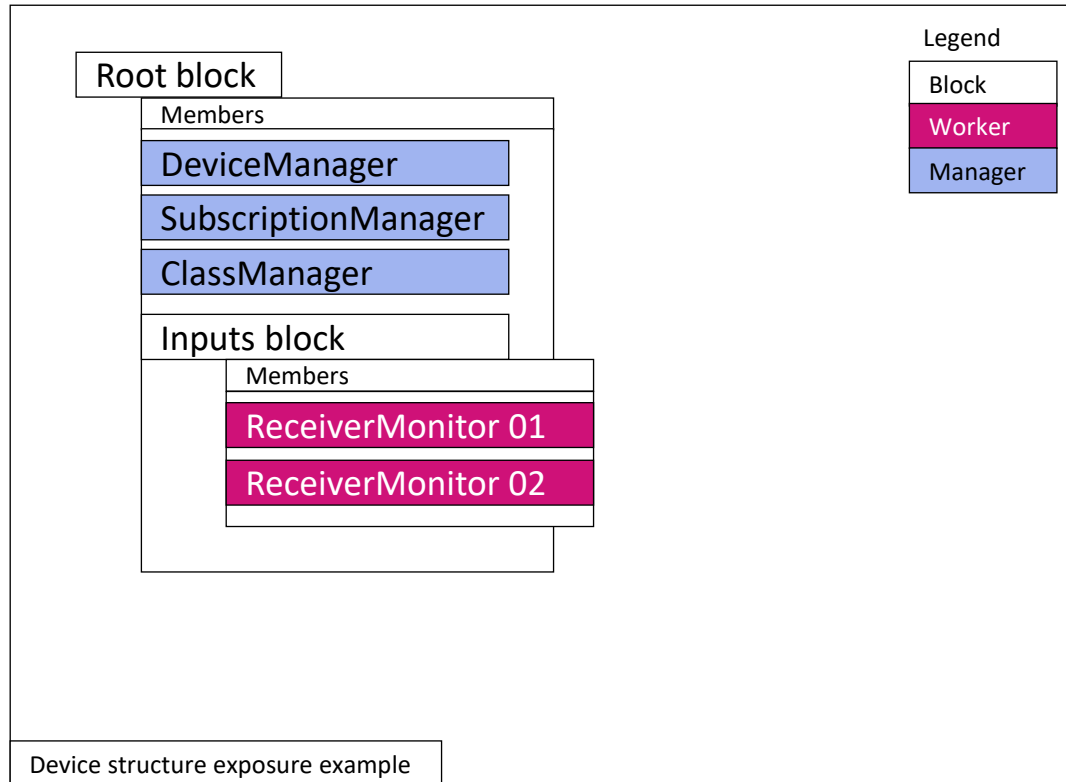 Legend
Block
Worker
Manager
Root block
Members
DeviceManager
SubscriptionManager
ClassManager
Inputs block
Members
ReceiverMonitor 01
ReceiverMonitor 02
Device structure exposure example